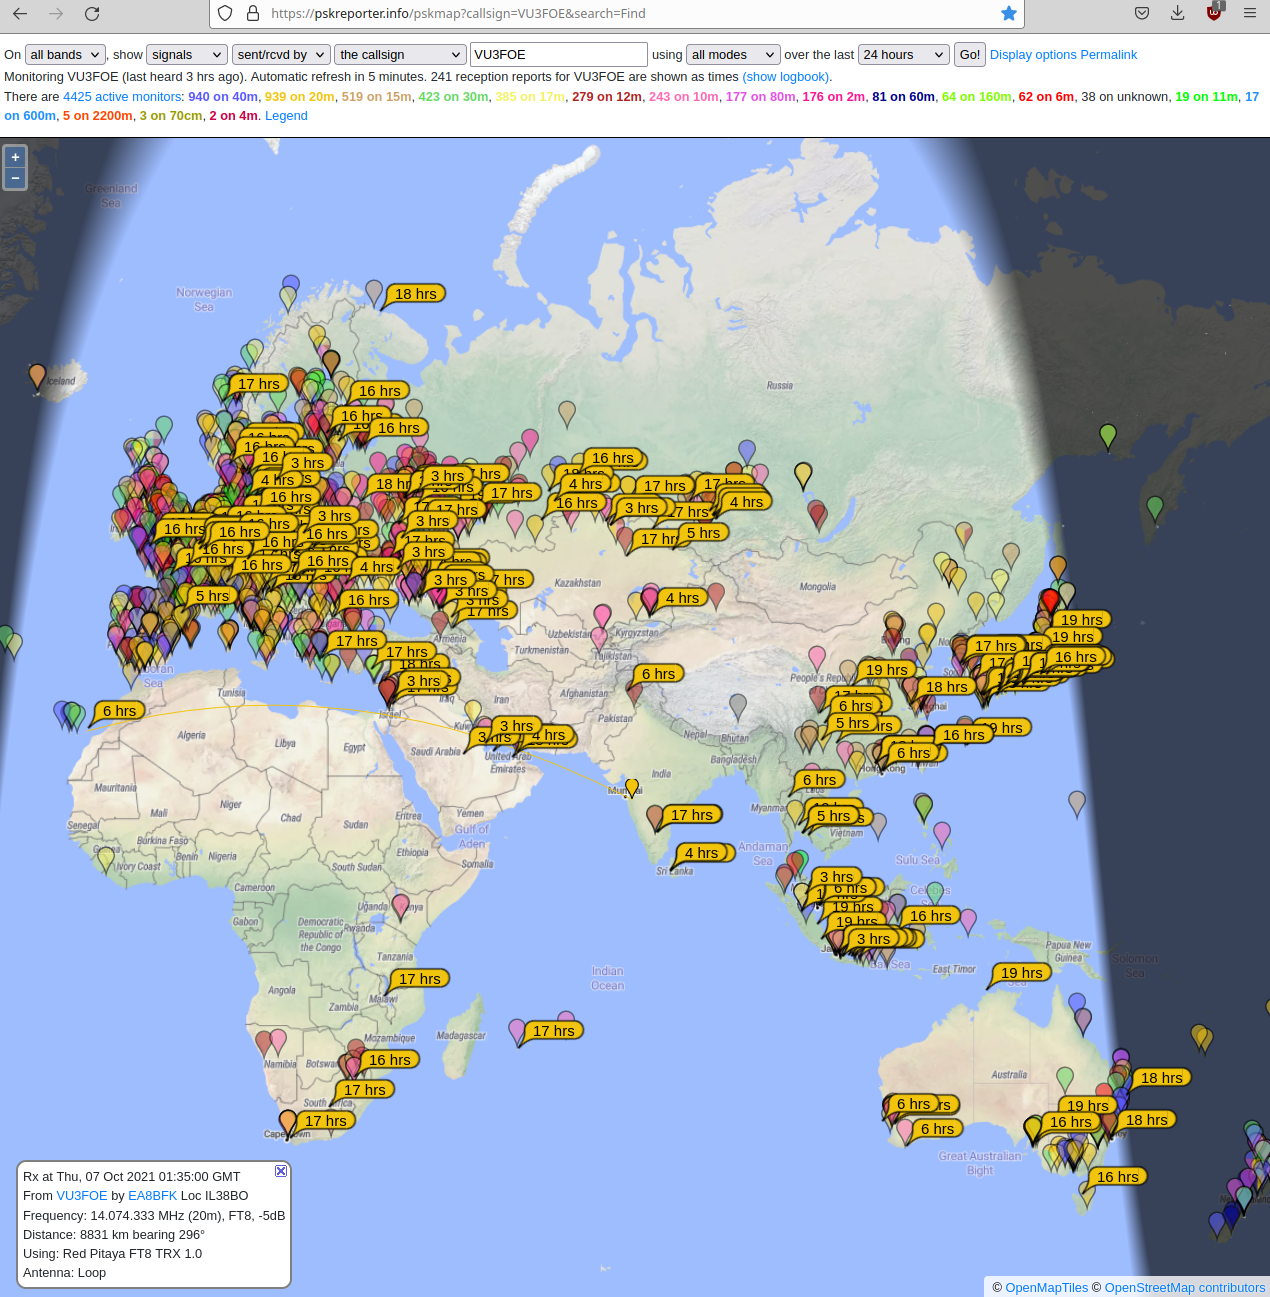 https://pskreporter.info/pskmap?callsign=VU3FOE&search=Find
1
On all bands, show signals sent/rcvd by the callsign VU3FOE using all modes over the last 24 hours Go! Display options Permalink
Monitoring VU3FOE (last heard 3 hrs ago). Automatic refresh in 5 minutes. 241 reception reports for VU3FOE are shown as times (show logbook).
There are 4425 active monitors: 940 on 40m, 939 on 20m, 519 on 15m, 423 on 30m, 385 on 17m, 279 on 12m, 243 on 10m, 177 on 80m, 176 on 2m, 81 on 60m, 64 on 160m, 62 on 6m, 38 on unknown, 19 on 11m, 17
on 600m, 5 on 2200m, 3 on 70cm, 2 on 4m. Legend
+
−
Greenland
Sea
Norwegian
Sea
18 hrs
Iceland
17 hrs
16 hrs
Russia
16 hrs
16 hrs
16 hrs
3 hrs
16 hrs
4 hrs
3 hrs
18 hrs
17 hrs
4 hrs
17 hrs
17 hrs
4 hrs
16 hrs
16 hrs
3 hrs
17 hrs
3 hrs
17 hrs
3 hrs
16 hrs
16 hrs
16 hrs
17 hrs
5 hrs
16 hrs
3 hrs
16 hrs
16 hrs
4 hrs
Kazakhstan
Mongolia
3 hrs
17 hrs
5 hrs
16 hrs
3 hrs
17 hrs
4 hrs
19 hrs
19 hrs
17 hrs
Armenia
Uzbekistan
Kyrgyzstan
Turkmenistan
Tajikistan
17 hrs
17 hrs
18 hrs
17 hrs
16 hrs
Sea
Tunisia
3 hrs
6 hrs
19 hrs
Afghanistan
Iraq
Iran
18 hrs
6 hrs
Israel
Pakistan
6 hrs
Algeria
Libya
Egypt
3 hrs
3 hrs
4 hrs
5 hrs
16 hrs
19 hrs
Saudi Arabia
United Arab
Emirates
Nepal
Bhutan
Bangladesh
6 hrs
India
Mumbai
6 hrs
Mauritania
Mali
Niger
Chad
Sudan
Eritrea
Yemen
Myanmar
17 hrs
5 hrs
Vietnam
Senegal
Burkina Faso
Benin
Nigeria
Ivory Coast
Gulf of
Aden
Ethiopia
Somalia
South Sudan
4 hrs
Sri Lanka
Andaman
Sea
Sulu Sea
Cameroon
Uganda
Kenya
3 hrs
6 hrs
Gabon
Democratic
Republic of
the Congo
Rwanda
19 hrs
19 hrs
16 hrs
3 hrs
Tanzania
Papua New
Guinea
Solomon
Sea
East Timor
19 hrs
Indian
Ocean
17 hrs
Angola
Malawi
Zambia
Mozambique
Madagascar
17 hrs
Namibia
16 hrs
Australia
18 hrs
17 hrs
6 hrs
19 hrs
17 hrs
6 hrs
16 hrs
18 hrs
Great Australian
Bight
16 hrs
Rx at Thu, 07 Oct 2021 01:35:00 GMT
From VU3FOE by EA8BFK Loc IL38BO
Frequency: 14.074.333 MHz (20m), FT8, -5dB
Distance: 8831 km bearing 296°
Using: Red Pitaya FT8 TRX 1.0
Antenna: Loop
© OpenMapTiles © OpenStreetMap contributors